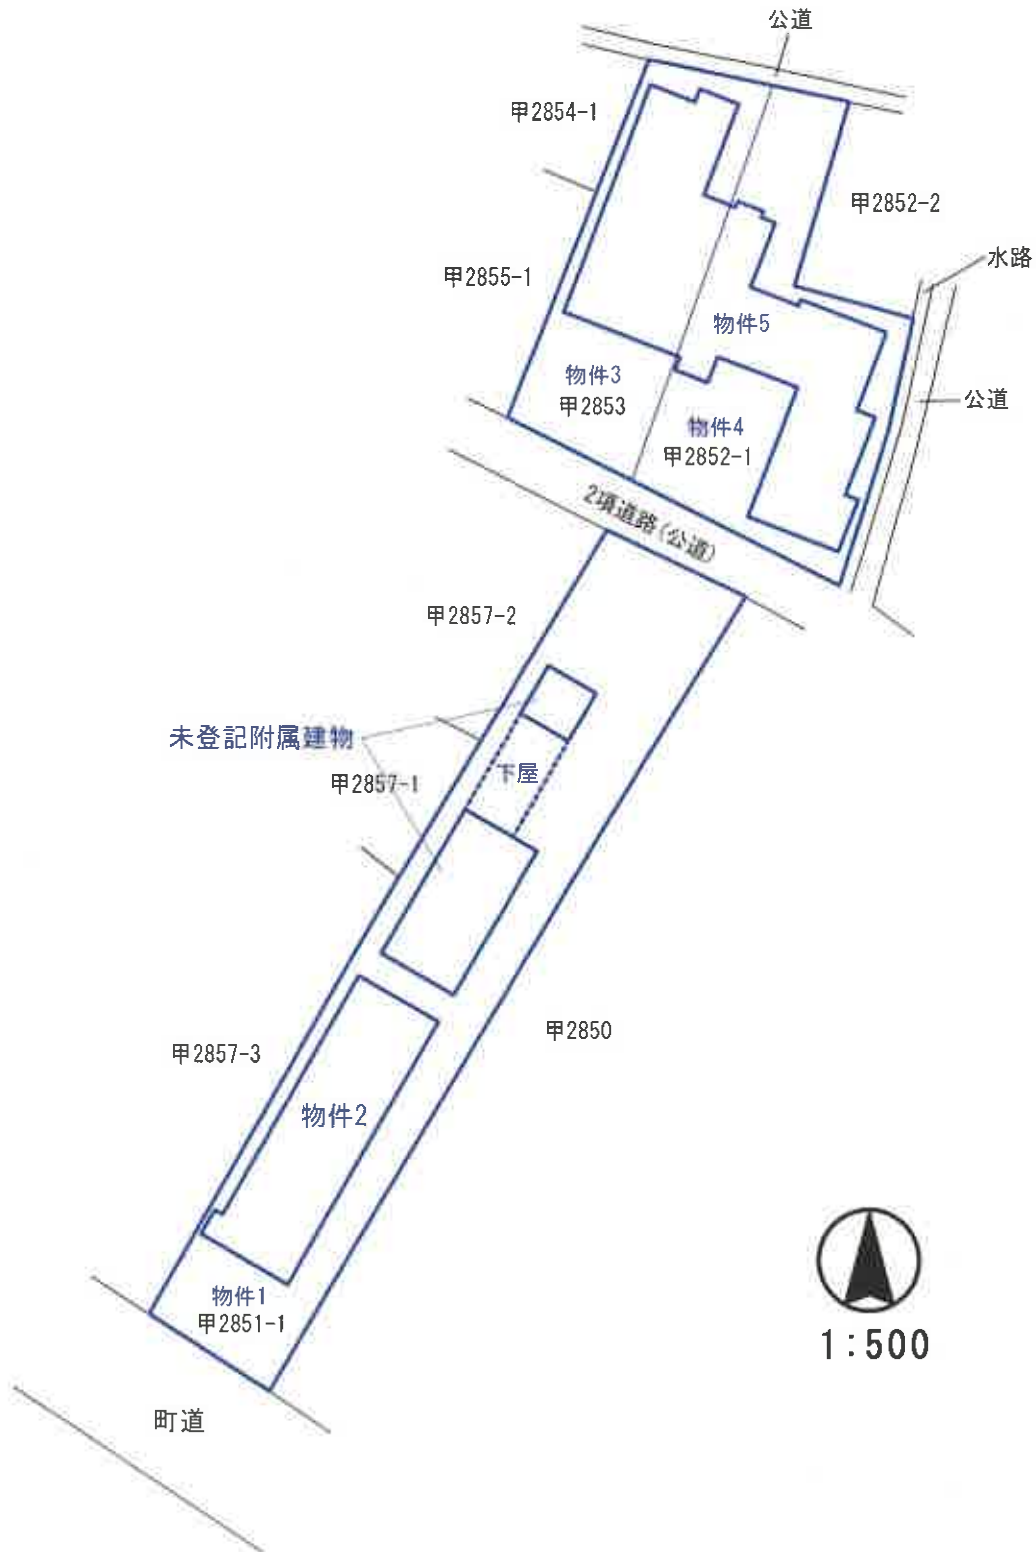 公道
甲2854-1
甲2852-2
水路
甲2855-1
物件5
物件3
甲2853
公道
物件4
甲2852-1
2項道路(公道)
甲2857-2
未登記附属建物
下屋
甲2857-1
甲2850
甲2857-3
物件2
物件1
甲2851-1
1:500
町道